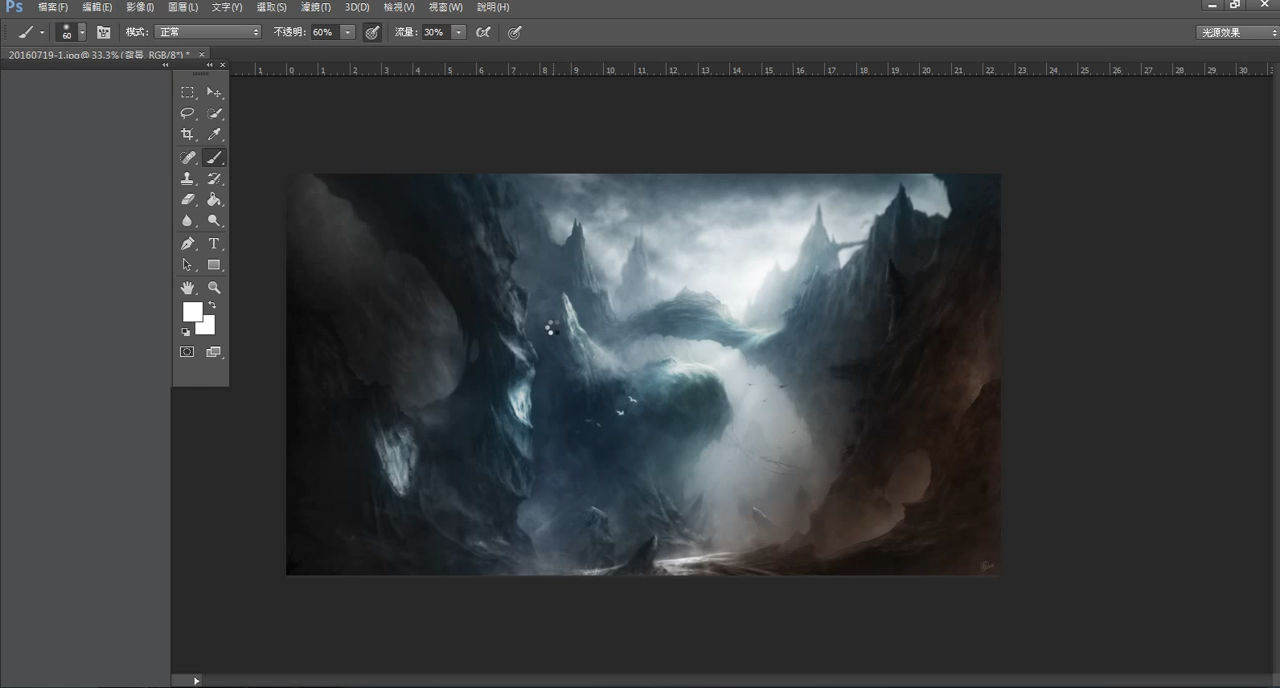 Ps 檔案(F) 編輯(E) 影像(I) 圖層(L) 文字(Y) 選取(S) 濾鏡(T) 3D(D) 檢視(V) 視窗(W) 說明(H)
60 模式: 正常 不透明: 60% 流量: 30% 光源效果
20160719-1.jpg @ 33.3% (背景, RGB/8*) *
1 0 1 2 3 4 5 6 7 8 9 10 11 12 13 14 15 16 17 18 19 20 21 22 23 24 25 26 27 28 29 30
T